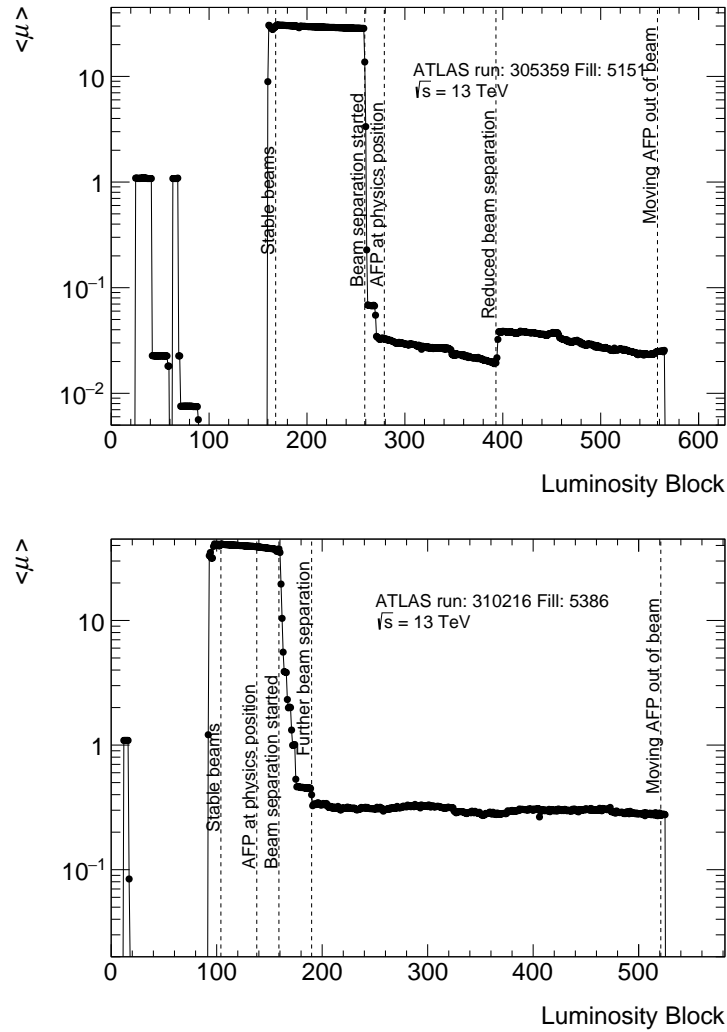 <μ>
30
10
1
10⁻¹
10⁻²
ATLAS run: 305359 Fill: 5151
√s = 13 TeV
Stable beams
Beam separation started
AFP at physics position
Reduced beam separation
Moving AFP out of beam
0 100 200 300 400 500 600
Luminosity Block
<μ>
10
1
10⁻¹
ATLAS run: 310216 Fill: 5386
√s = 13 TeV
Stable beams
AFP at physics position
Beam separation started
Further beam separation
Moving AFP out of beam
0 100 200 300 400 500
Luminosity Block